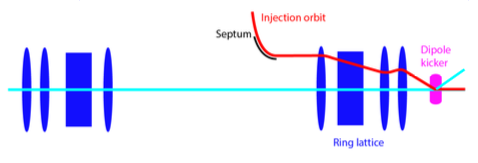 Injection orbit
Septum
Dipole
kicker
Ring lattice